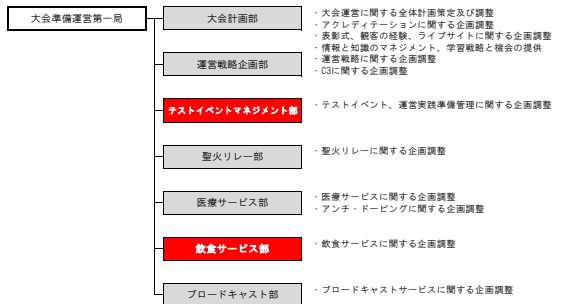 大会準備運営第一局
大会計画部
・大会運営に関する全体計画策定及び調整
・アクレディテーションに関する企画調整
・表彰式、観客の経験、ライブサイトに関する企画調整
・情報と知識のマネジメント、学習戦略と機会の提供
運営戦略企画部
・運営戦略に関する企画調整
・C3に関する企画調整
テストイベントマネジメント部
・テストイベント、運営実践準備管理に関する企画調整
聖火リレー部
・聖火リレーに関する企画調整
医療サービス部
・医療サービスに関する企画調整
・アンチ・ドーピングに関する企画調整
飲食サービス部
・飲食サービスに関する企画調整
ブロードキャスト部
・ブロードキャストサービスに関する企画調整